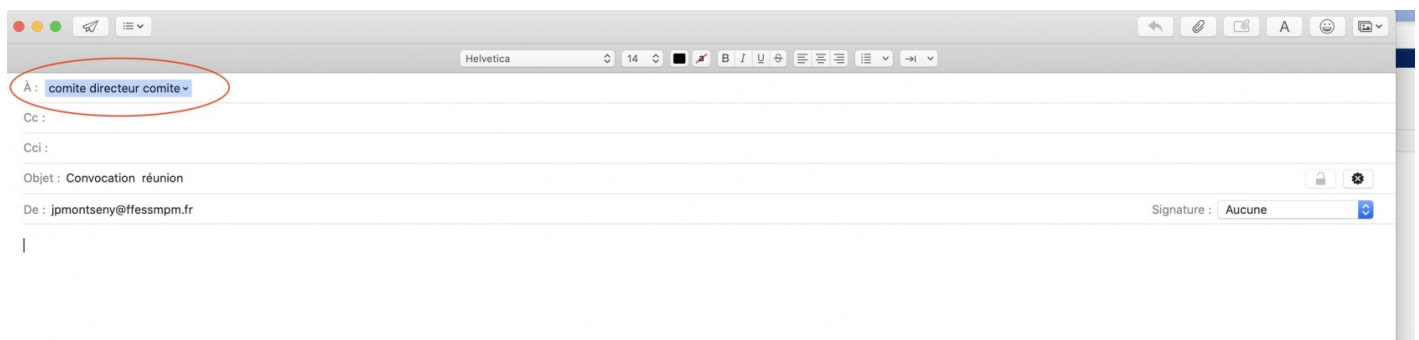 Helvetica 14 a B I U S
A
À : comite directeur comite
Cc :
Cci :
Objet : Convocation réunion
De : jpmontseny@ffessmpm.fr Signature : Aucune